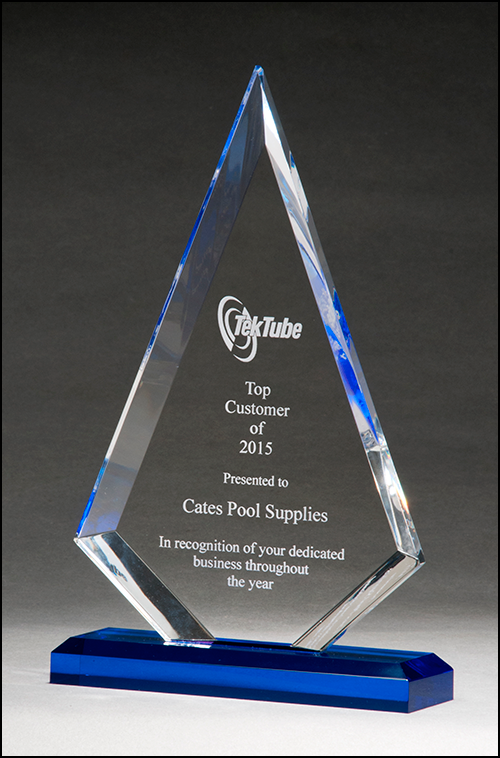 TekTube
Top
Customer
of
2015
Presented to
Cates Pool Supplies
In recognition of your dedicated
business throughout
the year